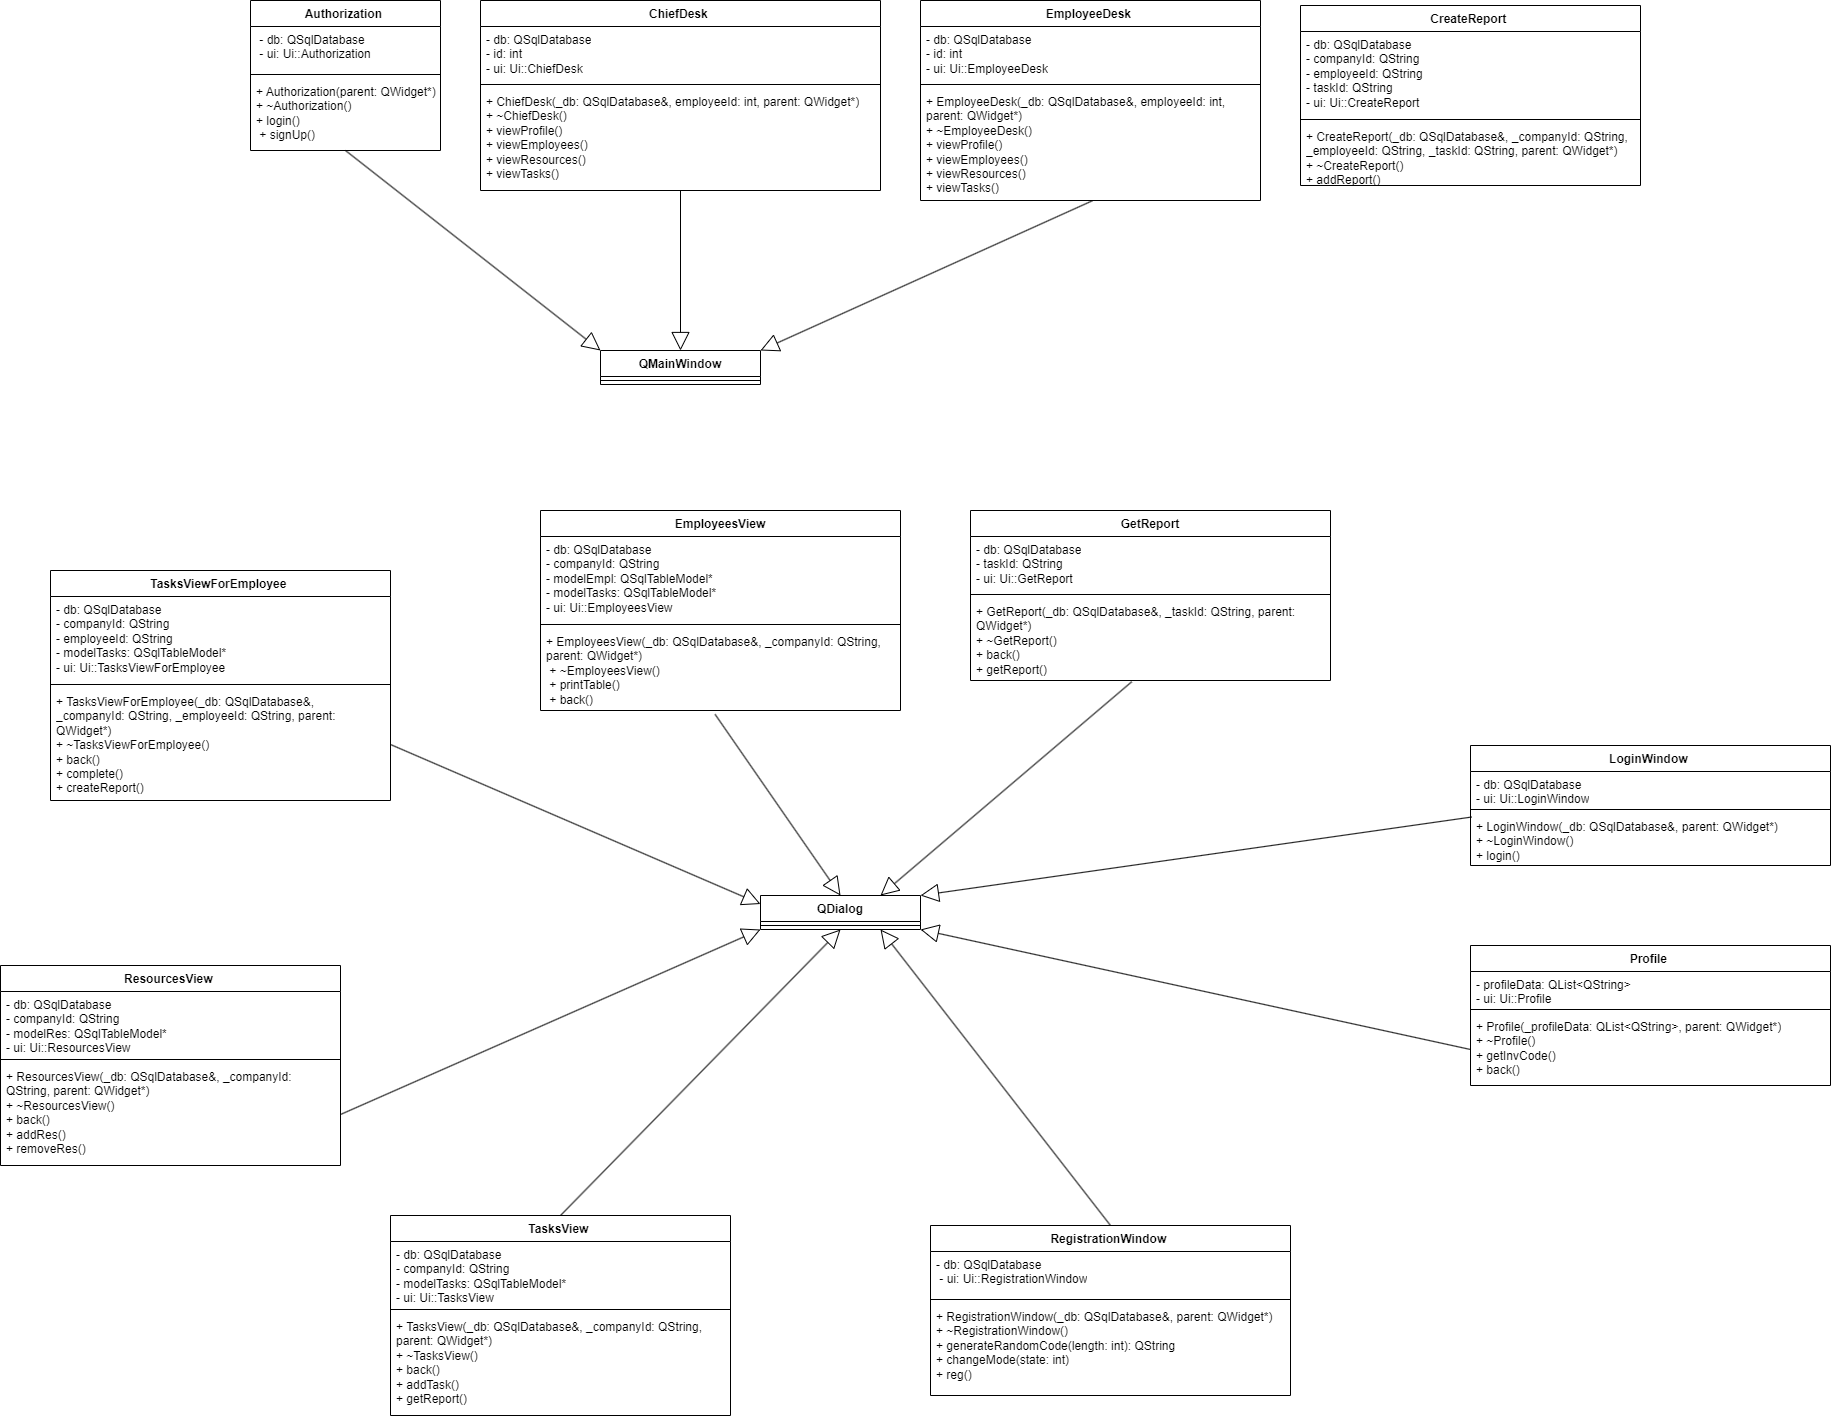 Authorization
- db: QSqlDatabase
- ui: Ui::Authorization
+ Authorization(parent: QWidget*)
+ ~Authorization()
+ login()
+ signUp()
ChiefDesk
- db: QSqlDatabase
- id: int
- ui: Ui::ChiefDesk
+ ChiefDesk(_db: QSqlDatabase&, employeeId: int, parent: QWidget*)
+ ~ChiefDesk()
+ viewProfile()
+ viewEmployees()
+ viewResources()
+ viewTasks()
EmployeeDesk
- db: QSqlDatabase
- id: int
- ui: Ui::EmployeeDesk
+ EmployeeDesk(_db: QSqlDatabase&, employeeId: int,
parent: QWidget*)
+ ~EmployeeDesk()
+ viewProfile()
+ viewEmployees()
+ viewResources()
+ viewTasks()
CreateReport
- db: QSqlDatabase
- companyId: QString
- employeeId: QString
- taskId: QString
- ui: Ui::CreateReport
+ CreateReport(_db: QSqlDatabase&, _companyId: QString,
_employeeId: QString, _taskId: QString, parent: QWidget*)
+ ~CreateReport()
+ addReport()
QMainWindow
EmployeesView
- db: QSqlDatabase
- companyId: QString
- modelEmpl: QSqlTableModel*
- modelTasks: QSqlTableModel*
- ui: Ui::EmployeesView
+ EmployeesView(_db: QSqlDatabase&, _companyId: QString,
parent: QWidget*)
+ ~EmployeesView()
+ printTable()
+ back()
GetReport
- db: QSqlDatabase
- taskId: QString
- ui: Ui::GetReport
+ GetReport(_db: QSqlDatabase&, _taskId: QString, parent:
QWidget*)
+ ~GetReport()
+ back()
+ getReport()
TasksViewForEmployee
- db: QSqlDatabase
- companyId: QString
- employeeId: QString
- modelTasks: QSqlTableModel*
- ui: Ui::TasksViewForEmployee
+ TasksViewForEmployee(_db: QSqlDatabase&,
_companyId: QString, _employeeId: QString, parent:
QWidget*)
+ ~TasksViewForEmployee()
+ back()
+ complete()
+ createReport()
LoginWindow
- db: QSqlDatabase
- ui: Ui::LoginWindow
+ LoginWindow(_db: QSqlDatabase&, parent: QWidget*)
+ ~LoginWindow()
+ login()
QDialog
Profile
- profileData: QList<QString>
- ui: Ui::Profile
+ Profile(_profileData: QList<QString>, parent: QWidget*)
+ ~Profile()
+ getInvCode()
+ back()
ResourcesView
- db: QSqlDatabase
- companyId: QString
- modelRes: QSqlTableModel*
- ui: Ui::ResourcesView
+ ResourcesView(_db: QSqlDatabase&, _companyId:
QString, parent: QWidget*)
+ ~ResourcesView()
+ back()
+ addRes()
+ removeRes()
TasksView
- db: QSqlDatabase
- companyId: QString
- modelTasks: QSqlTableModel*
- ui: Ui::TasksView
+ TasksView(_db: QSqlDatabase&, _companyId: QString,
parent: QWidget*)
+ ~TasksView()
+ back()
+ addTask()
+ getReport()
RegistrationWindow
- db: QSqlDatabase
- ui: Ui::RegistrationWindow
+ RegistrationWindow(_db: QSqlDatabase&, parent: QWidget*)
+ ~RegistrationWindow()
+ generateRandomCode(length: int): QString
+ changeMode(state: int)
+ reg()